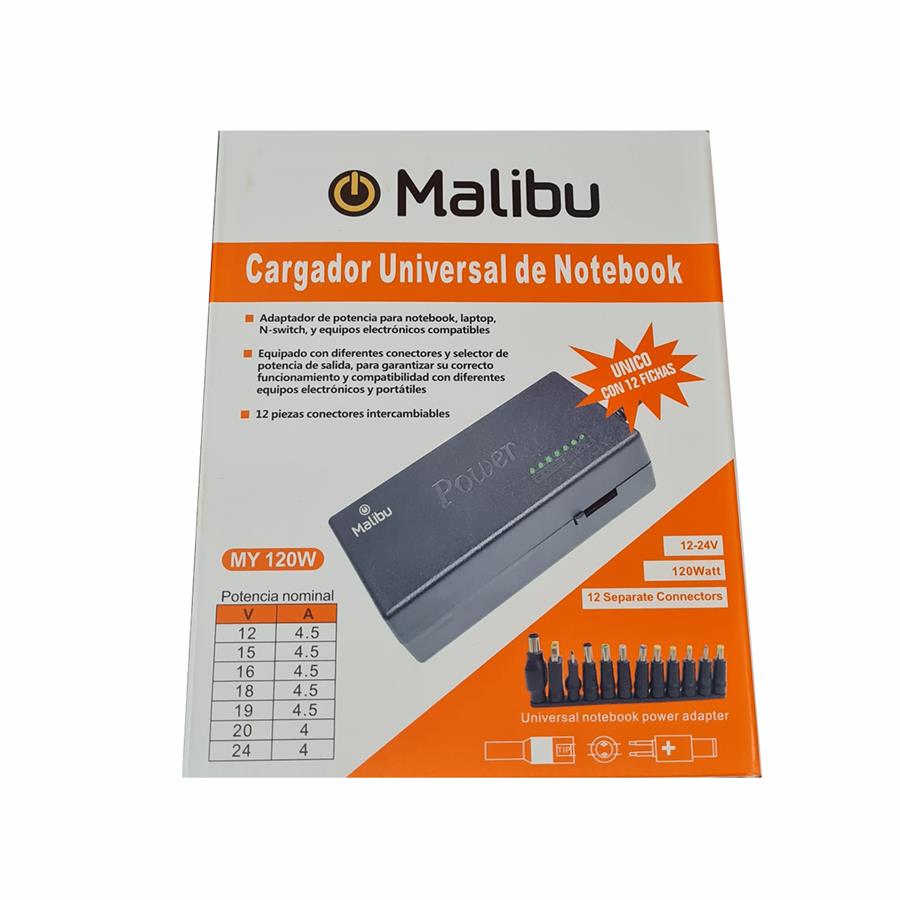 Malibu
Cargador Universal de Notebook
Adaptador de potencia para notebook, laptop,
N-switch, y equipos electrónicos compatibles
Equipado con diferentes conectores y selector de
potencia de salida, para garantizar su correcto
funcionamiento y compatibilidad con diferentes
equipos electrónicos y portátiles
12 piezas conectores intercambiables
UNICO
CON 12 FICHAS
Power
Malibu
MY 120W
Potencia nominal
V A
12 4.5
15 4.5
16 4.5
18 4.5
19 4.5
20 4
24 4
12-24V
120Watt
12 Separate Connectors
Universal notebook power adapter
TIP